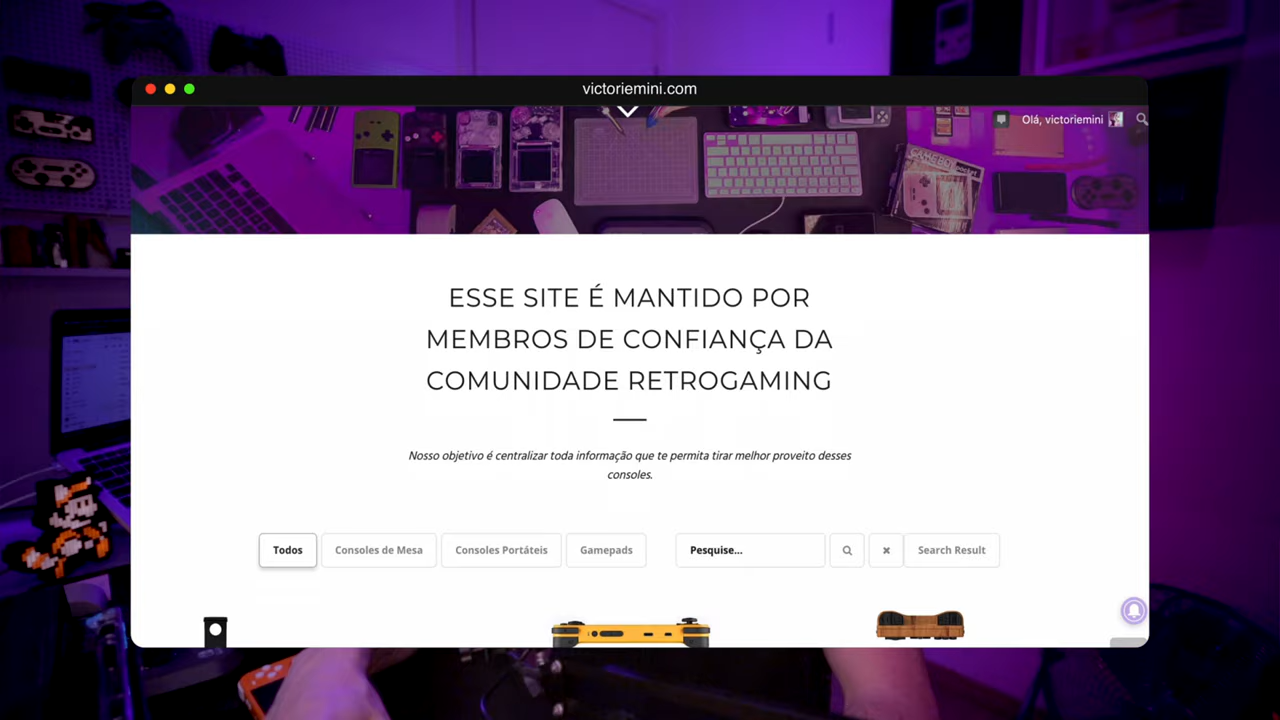 victoriemini.com
Olá, victoriemini
ESSE SITE É MANTIDO POR
MEMBROS DE CONFIANÇA DA
COMUNIDADE RETROGAMING
Nosso objetivo é centralizar toda informação que te permita tirar melhor proveito desses
consoles.
Todos
Consoles de Mesa
Consoles Portáteis
Gamepads
Pesquise...
Search Result